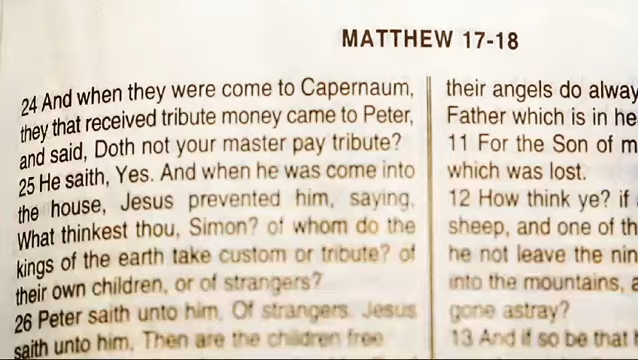 MATTHEW 17-18
24 And when they were come to Capernaum,
they that received tribute money came to Peter,
and said, Doth not your master pay tribute?
25 He saith, Yes. And when he was come into
the house, Jesus prevented him, saying,
What thinkest thou, Simon? of whom do the
kings of the earth take custom or tribute? of
their own children, or of strangers?
26 Peter saith unto him, Of strangers. Jesus
saith unto him, Then are the children free
their angels do alway
Father which is in he
11 For the Son of m
which was lost.
12 How think ye? if
sheep, and one of th
he not leave the nin
into the mountains, a
gone astray?
13 And if so be that